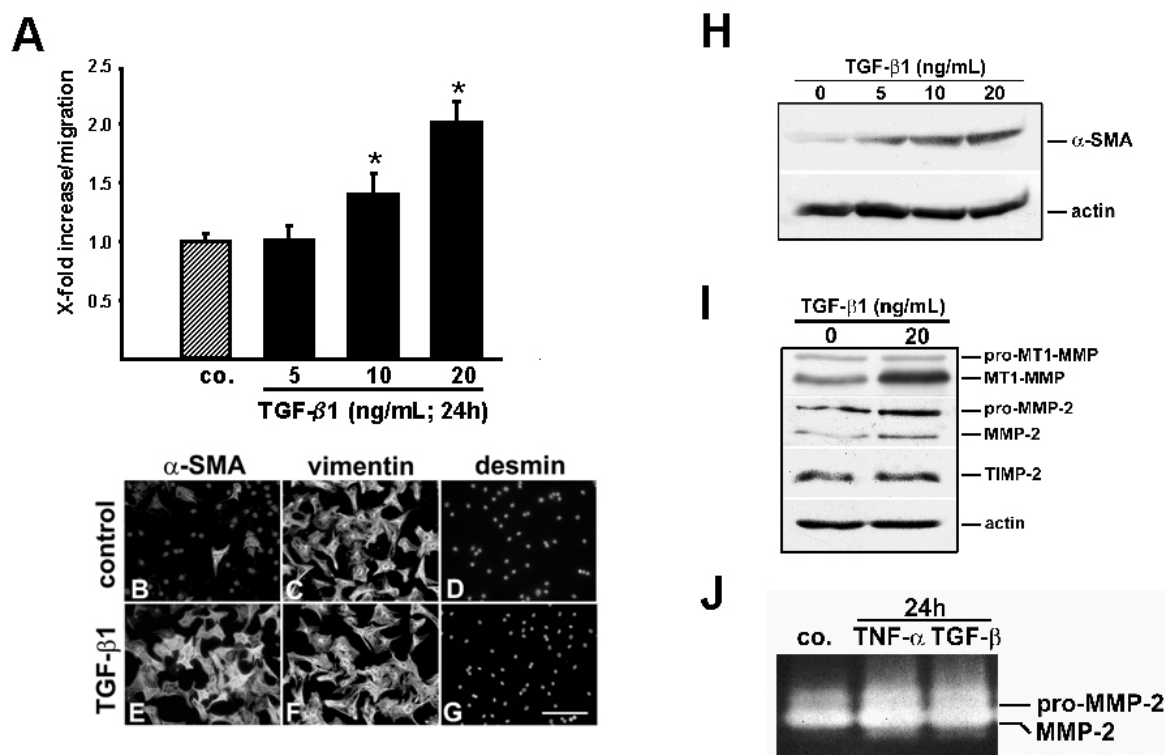 A
X-fold increase/migration
2.5
2.0
1.5
1.0
0.5
*
*
co. 5 10 20
TGF-β1 (ng/mL; 24h)
α-SMA vimentin desmin
control
B C D
TGF-β1
E F G
H
TGF-β1 (ng/mL)
0 5 10 20
α-SMA
actin
I
TGF-β1 (ng/mL)
0 20
pro-MT1-MMP
MT1-MMP
pro-MMP-2
MMP-2
TIMP-2
actin
J
24h
co. TNF-α TGF-β
pro-MMP-2
MMP-2